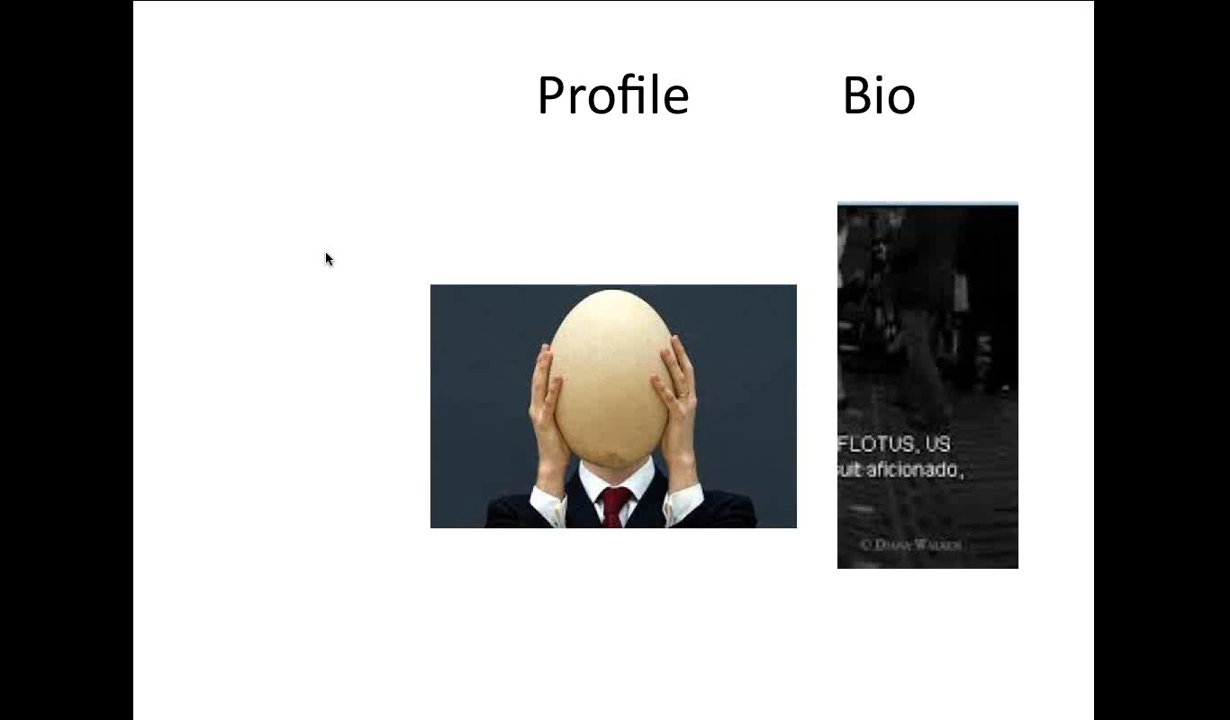 Profile Bio
FLOTUS, US
suit aficionado,
© DIANA WALKER